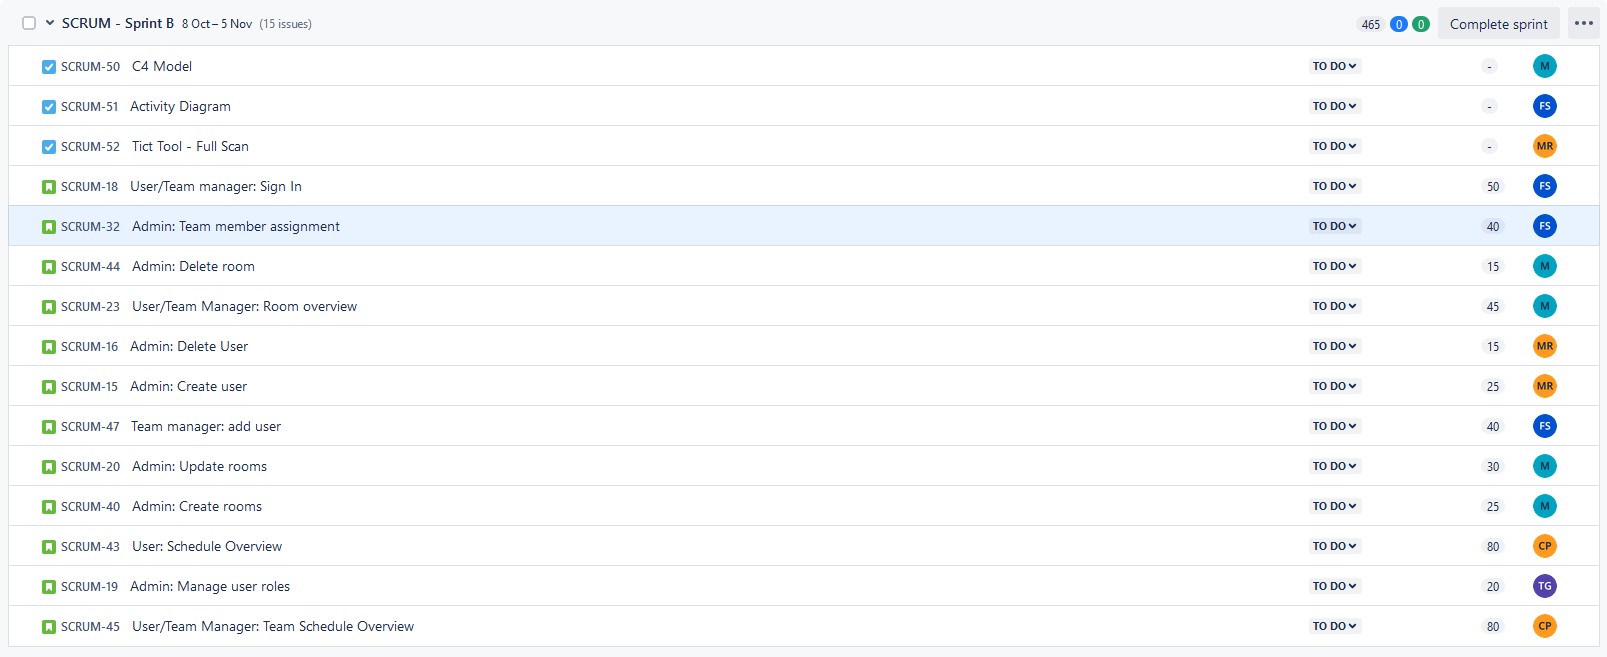 SCRUM - Sprint B 8 Oct – 5 Nov (15 issues) 465 0 0 Complete sprint
SCRUM-50 C4 Model TO DO - M
SCRUM-51 Activity Diagram TO DO - FS
SCRUM-52 Tict Tool - Full Scan TO DO - MR
SCRUM-18 User/Team manager: Sign In TO DO 50 FS
SCRUM-32 Admin: Team member assignment TO DO 40 FS
SCRUM-44 Admin: Delete room TO DO 15 M
SCRUM-23 User/Team Manager: Room overview TO DO 45 M
SCRUM-16 Admin: Delete User TO DO 15 MR
SCRUM-15 Admin: Create user TO DO 25 MR
SCRUM-47 Team manager: add user TO DO 40 FS
SCRUM-20 Admin: Update rooms TO DO 30 M
SCRUM-40 Admin: Create rooms TO DO 25 M
SCRUM-43 User: Schedule Overview TO DO 80 CP
SCRUM-19 Admin: Manage user roles TO DO 20 TG
SCRUM-45 User/Team Manager: Team Schedule Overview TO DO 80 CP